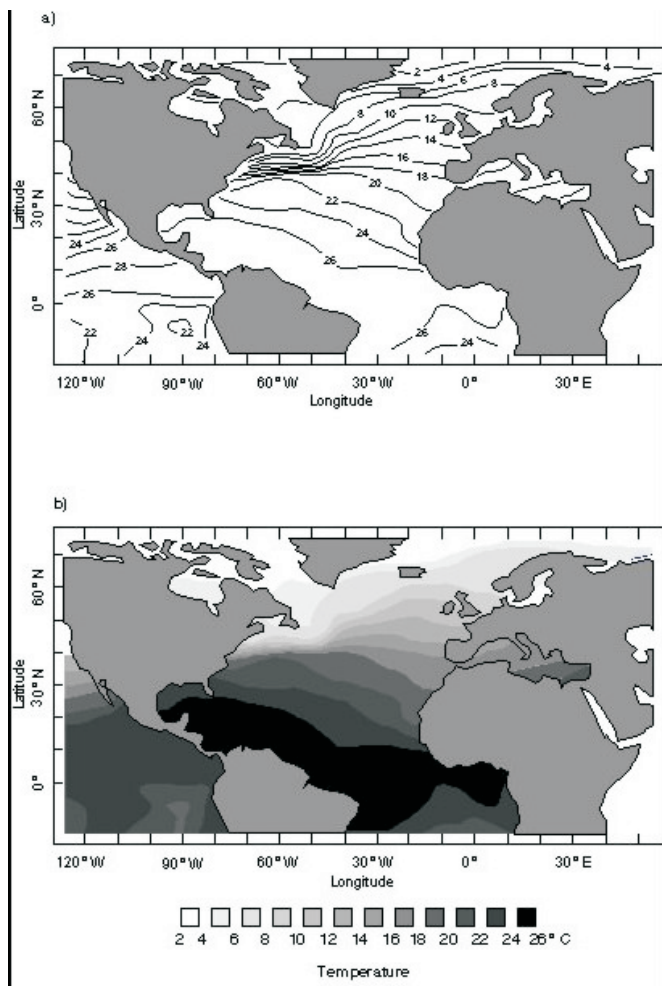 a)
2 4 6 8 4
60°N
8 10 12
14
16
18
20
30°N
22
24
24 26
26
28
0°
26
22 22 24 24
26
24
Latitude
120°W 90°W 60°W 30°W 0° 30°E
Longitude
b)
60°N
30°N
0°
Latitude
120°W 90°W 60°W 30°W 0° 30°E
Longitude
2 4 6 8 10 12 14 16 18 20 22 24 26°C
Temperature